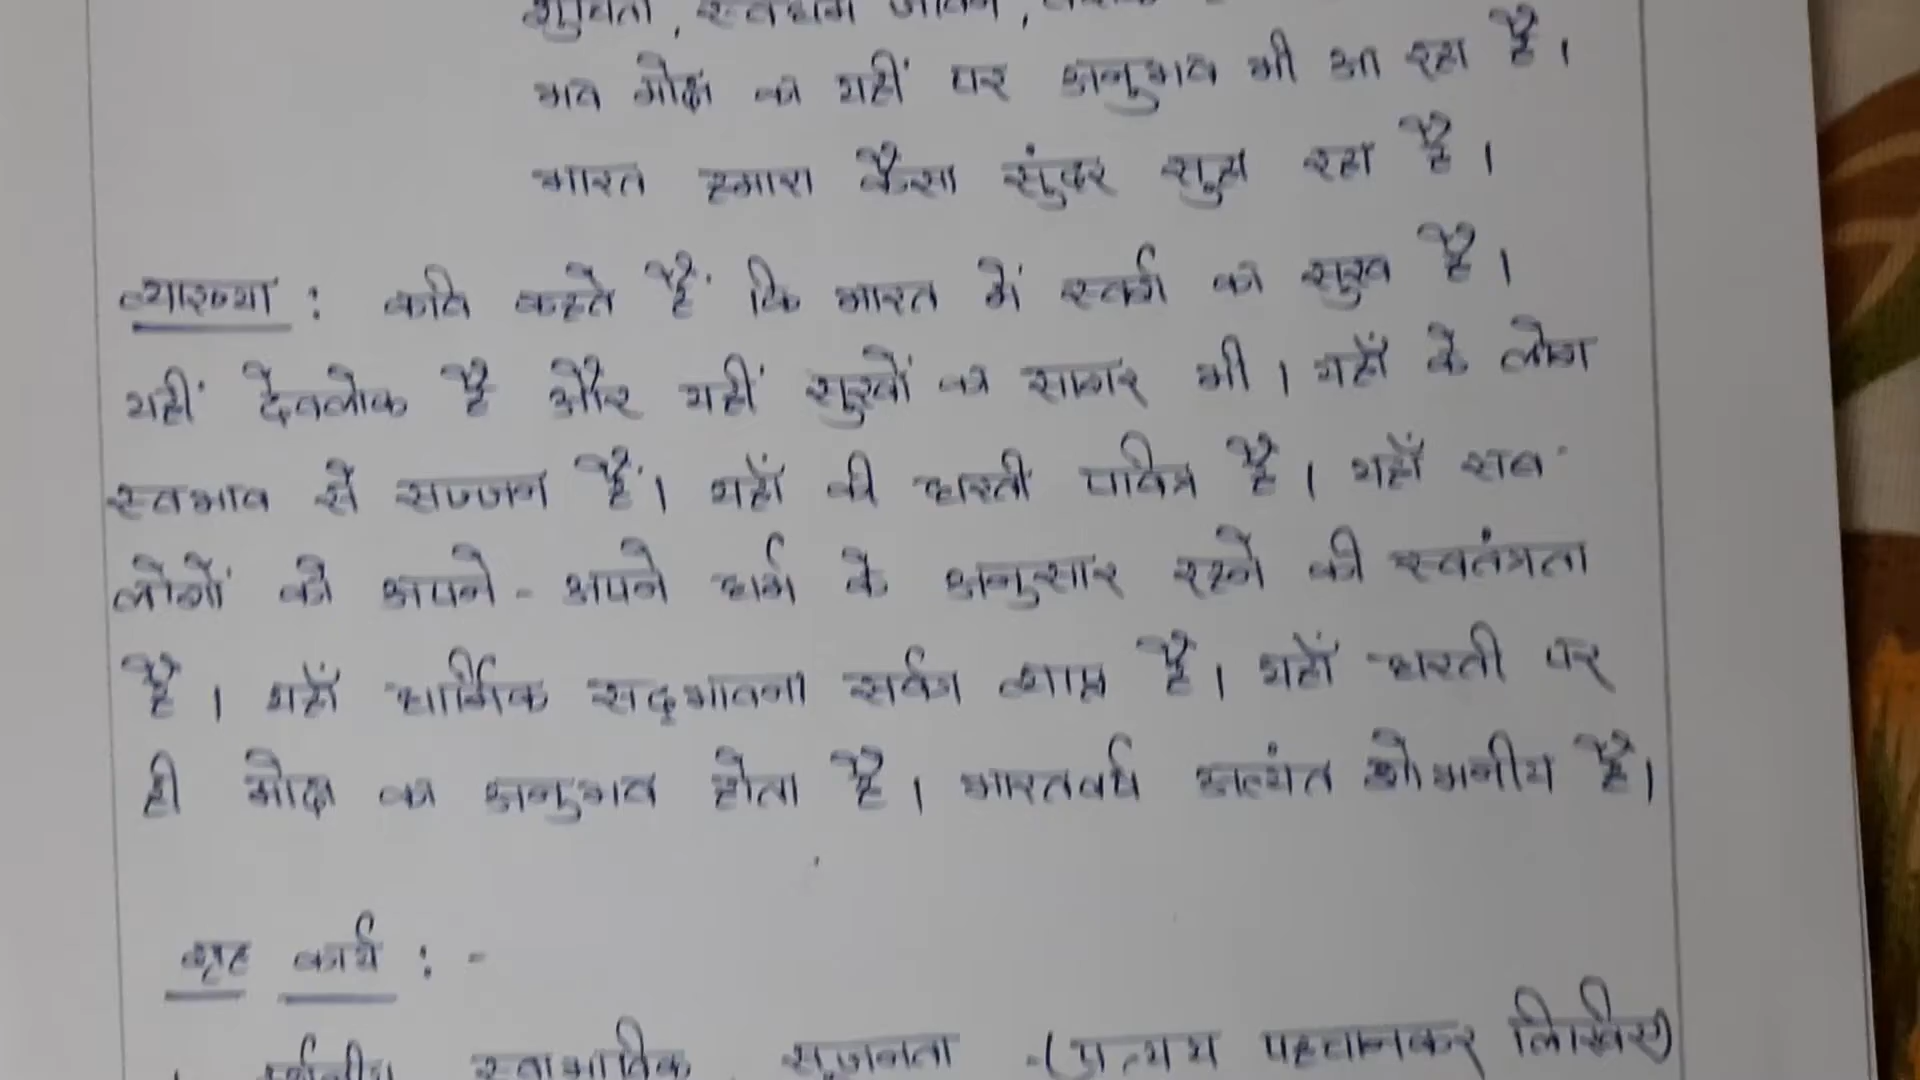 भव मोक्ष का यहीं पर अनुभव भी आ रहा है।
भारत हमारा कैसा सुंदर सुहा रहा है।
व्याख्या : कवि कहते हैं कि भारत में स्वर्ग का सुख है।
यहीं देवलोक है और यहीं सुखों का सागर भी। यहाँ के लोग
स्वभाव से सज्जन हैं। यहाँ की धरती पवित्र है। यहाँ सब
लोगों को अपने - अपने धर्म के अनुसार रहने की स्वतंत्रता
है। यहाँ धार्मिक सद्भावना सर्वत्र व्याप्त है। यहाँ धरती पर
ही मोक्ष का अनुभव होता है। भारतवर्ष अत्यंत शोभनीय है।
गृह कार्य : -
स्वाभाविक सुजनता - (प्रत्यय पहचानकर लिखिए)